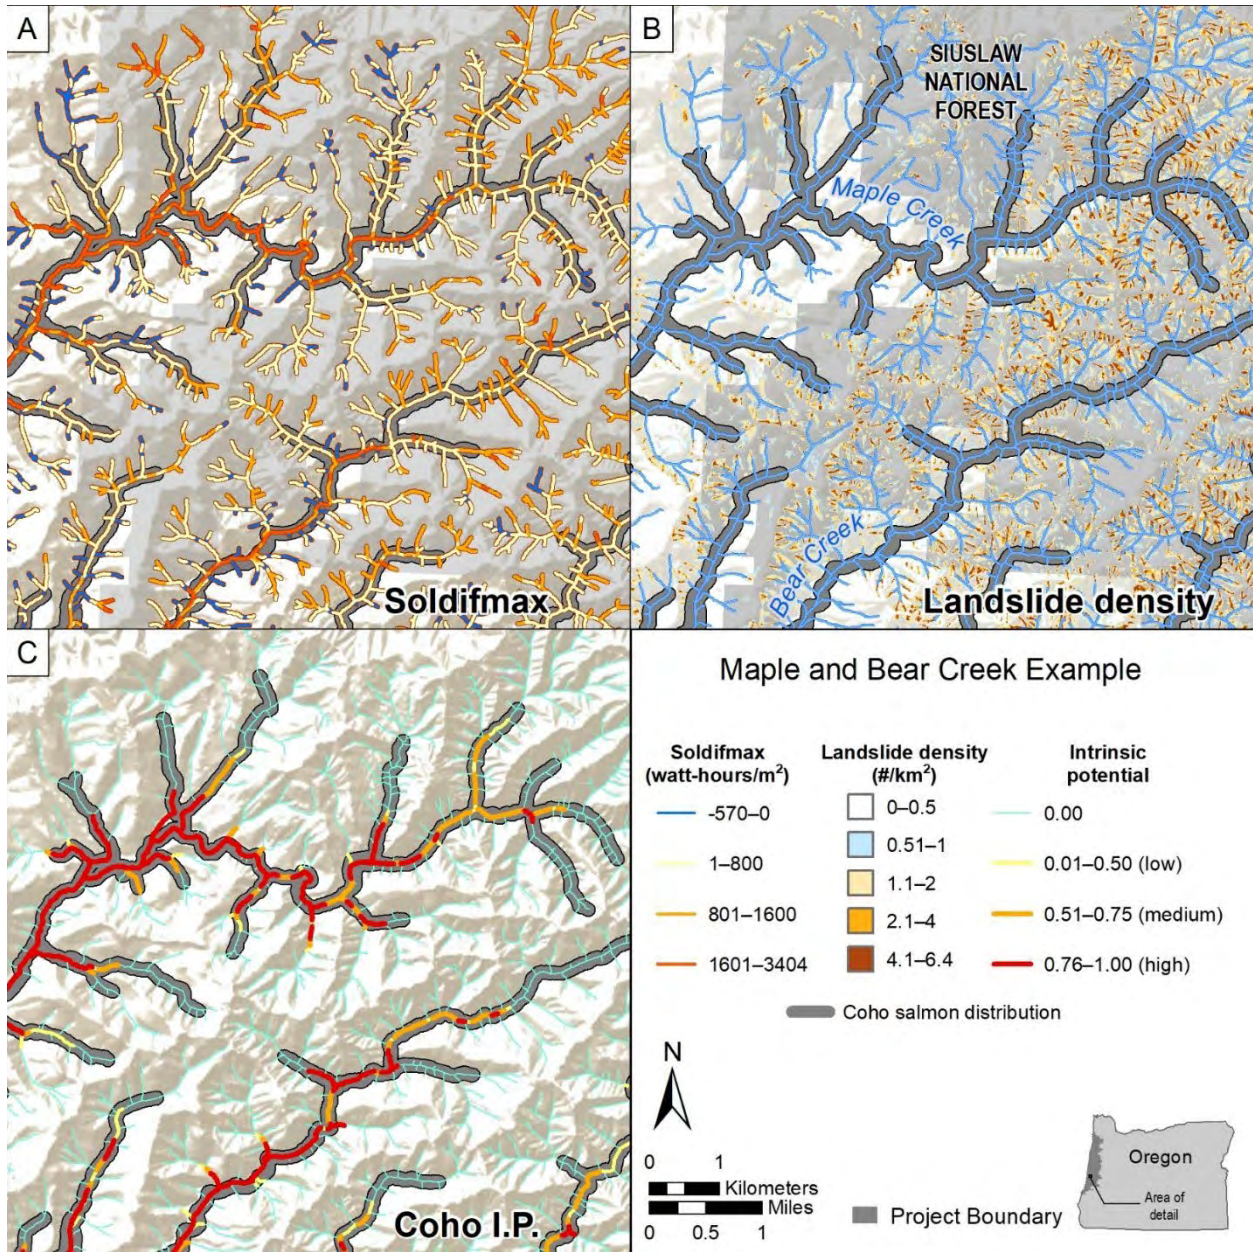 A
B
SIUSLAW
NATIONAL
FOREST
Maple Creek
Bear Creek
Soldifmax
Landslide density
C
Coho I.P.
Maple and Bear Creek Example
Soldifmax
(watt-hours/m²)
-570–0
1–800
801–1600
1601–3404
Landslide density
(#/km²)
0–0.5
0.51–1
1.1–2
2.1–4
4.1–6.4
Intrinsic
potential
0.00
0.01–0.50 (low)
0.51–0.75 (medium)
0.76–1.00 (high)
Coho salmon distribution
N
0 1
Kilometers
Miles
0 0.5 1
Project Boundary
Oregon
Area of
detail